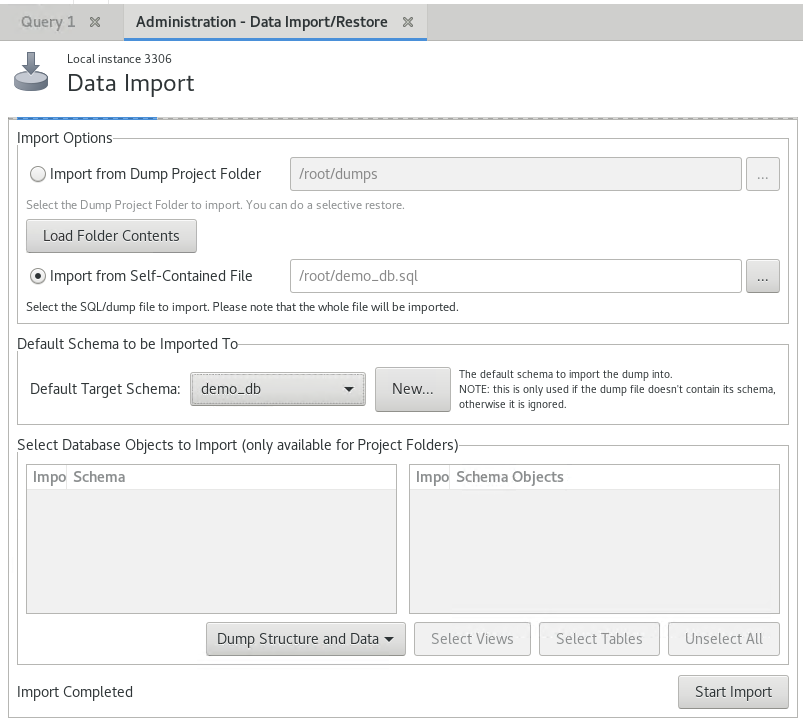 Query 1
Administration - Data Import/Restore
Local instance 3306
Data Import
Import Options
Import from Dump Project Folder
/root/dumps
...
Select the Dump Project Folder to import. You can do a selective restore.
Load Folder Contents
Import from Self-Contained File
/root/demo_db.sql
...
Select the SQL/dump file to import. Please note that the whole file will be imported.
Default Schema to be Imported To
Default Target Schema:
demo_db
New...
The default schema to import the dump into.
NOTE: this is only used if the dump file doesn't contain its schema,
otherwise it is ignored.
Select Database Objects to Import (only available for Project Folders)
Impo Schema
Impo Schema Objects
Dump Structure and Data
Select Views
Select Tables
Unselect All
Import Completed
Start Import